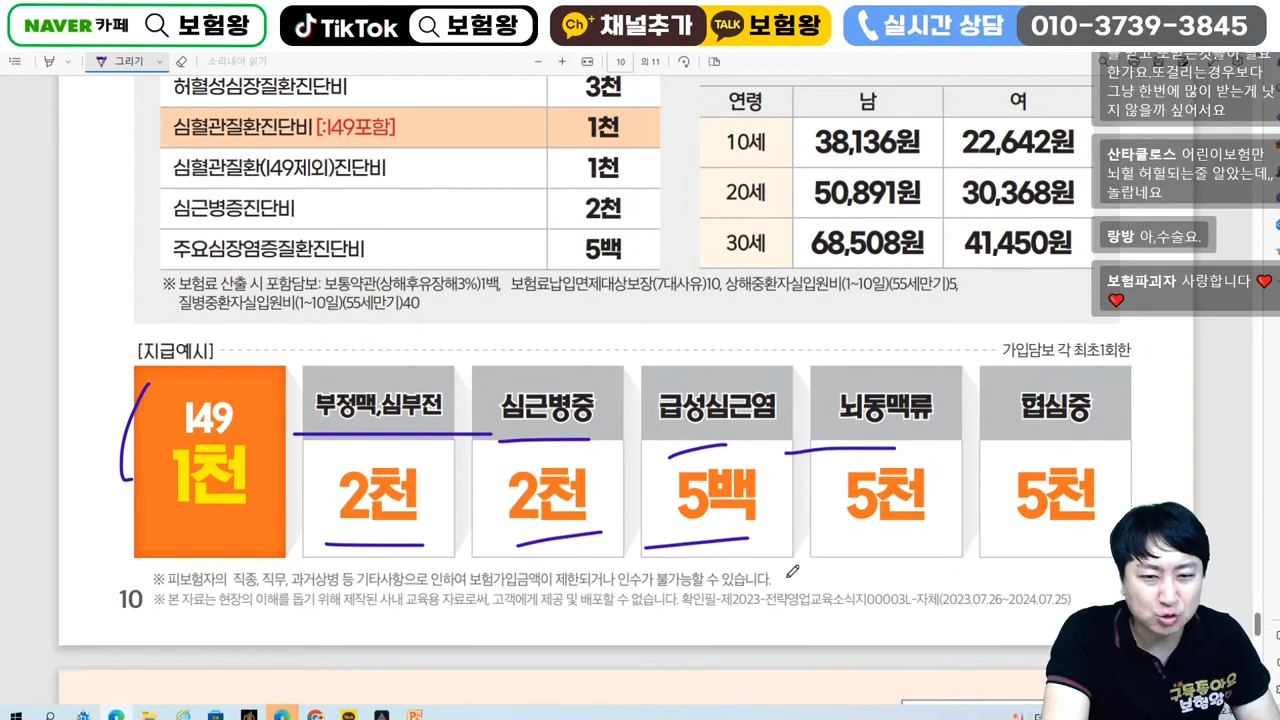 NAVER 카페 보험왕
TikTok 보험왕
Ch+ 채널추가 TALK 보험왕
실시간 상담 010-3739-3845
그리기
소리내어 읽기
10 의 11
한가요.또걸리는경우보다
그냥 한번에 많이 받는게 낫
지 않을까 싶어서요
산타클로스 어린이보험만
뇌혈 허혈되는줄 알았는데,,
놀랍네요
랑방 아,수술요.
보험파괴자 사랑합니다 ❤️
❤️
허혈성심장질환진단비 3천
심혈관질환진단비 [:I49포함] 1천
심혈관질환(I49제외)진단비 1천
심근병증진단비 2천
주요심장염증질환진단비 5백
연령 남 여
10세 38,136원 22,642원
20세 50,891원 30,368원
30세 68,508원 41,450원
※ 보험료 산출 시 포함담보: 보통약관(상해후유장해3%)1백, 보험료납입면제대상보장(7대사유)10, 상해중환자실입원비(1~10일)(55세만기)5,
질병중환자실입원비(1~10일)(55세만기)40
[지급예시] 가입담보 각 최초1회한
I49
1천
부정맥,심부전
2천
심근병증
2천
급성심근염
5백
뇌동맥류
5천
협심증
5천
※ 피보험자의 직종, 직무, 과거상병 등 기타사항으로 인하여 보험가입금액이 제한되거나 인수가 불가능할 수 있습니다.
10 ※ 본 자료는 현장의 이해를 돕기 위해 제작된 사내 교육용 자료로써, 고객에게 제공 및 배포할 수 없습니다. 확인필-제2023-전략영업교육소식지00003L-자체(2023.07.26~2024.07.25)
구독좋아요
보험왕